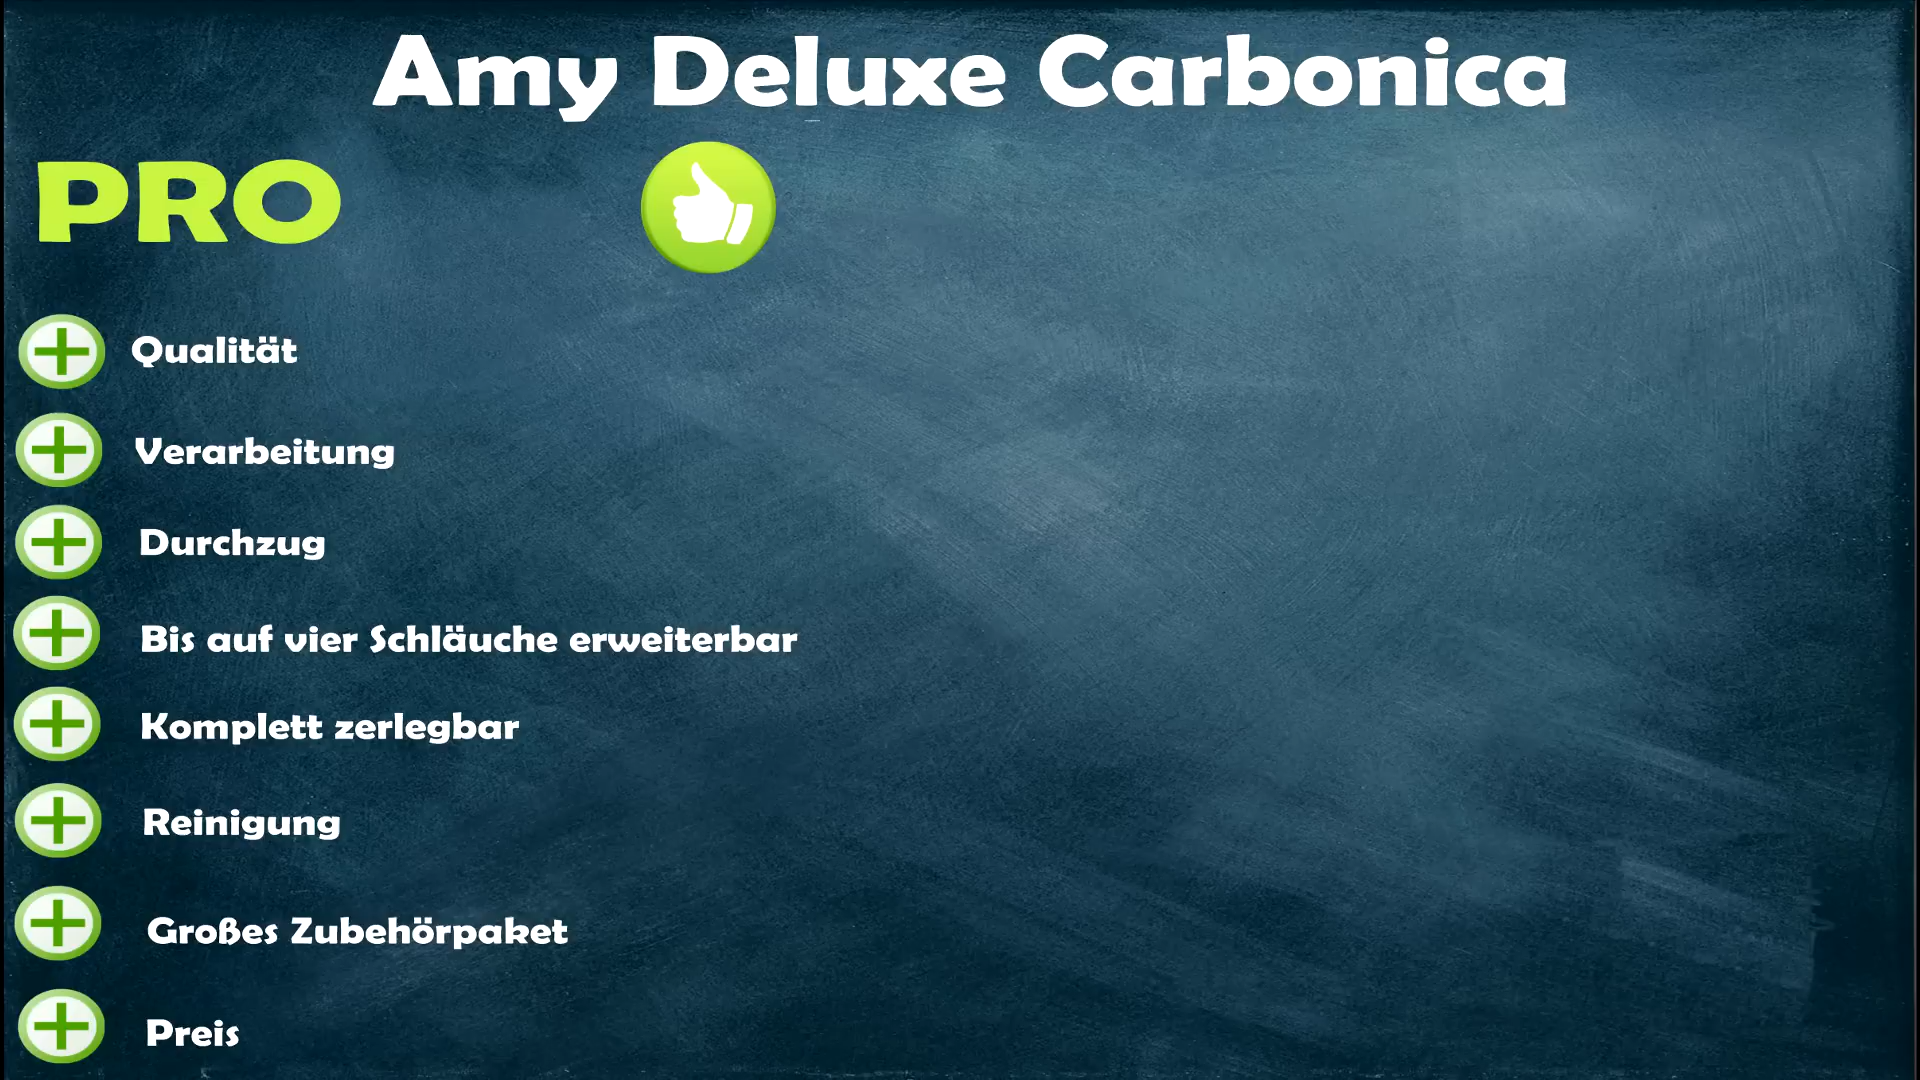 Amy Deluxe Carbonica
PRO
Qualität
Verarbeitung
Durchzug
Bis auf vier Schläuche erweiterbar
Komplett zerlegbar
Reinigung
Großes Zubehörpaket
Preis